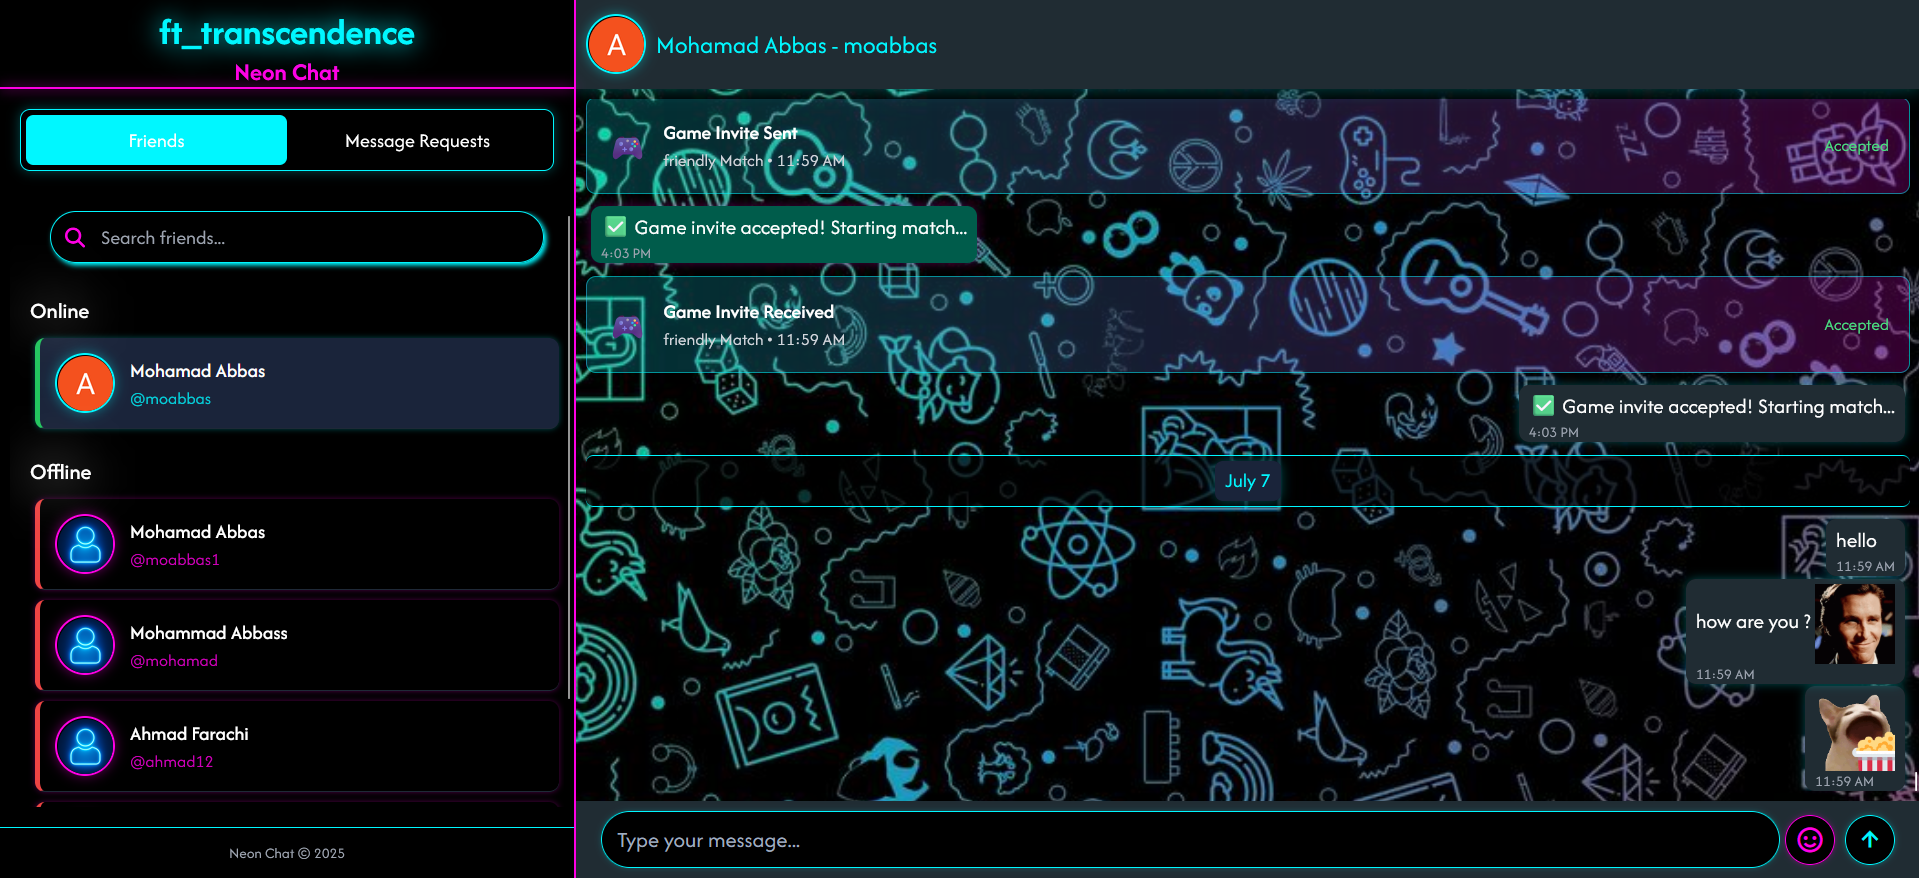 ft_transcendence
Neon Chat
Friends
Message Requests
Search friends...
Online
A
Mohamad Abbas
@moabbas
Offline
Mohamad Abbas
@moabbas1
Mohammad Abbass
@mohamad
Ahmad Farachi
@ahmad12
Neon Chat © 2025
A
Mohamad Abbas - moabbas
Game Invite Sent
friendly Match • 11:59 AM
Accepted
✅ Game invite accepted! Starting match...
4:03 PM
Game Invite Received
friendly Match • 11:59 AM
Accepted
✅ Game invite accepted! Starting match...
4:03 PM
July 7
hello
11:59 AM
how are you ?
11:59 AM
11:59 AM
Type your message...